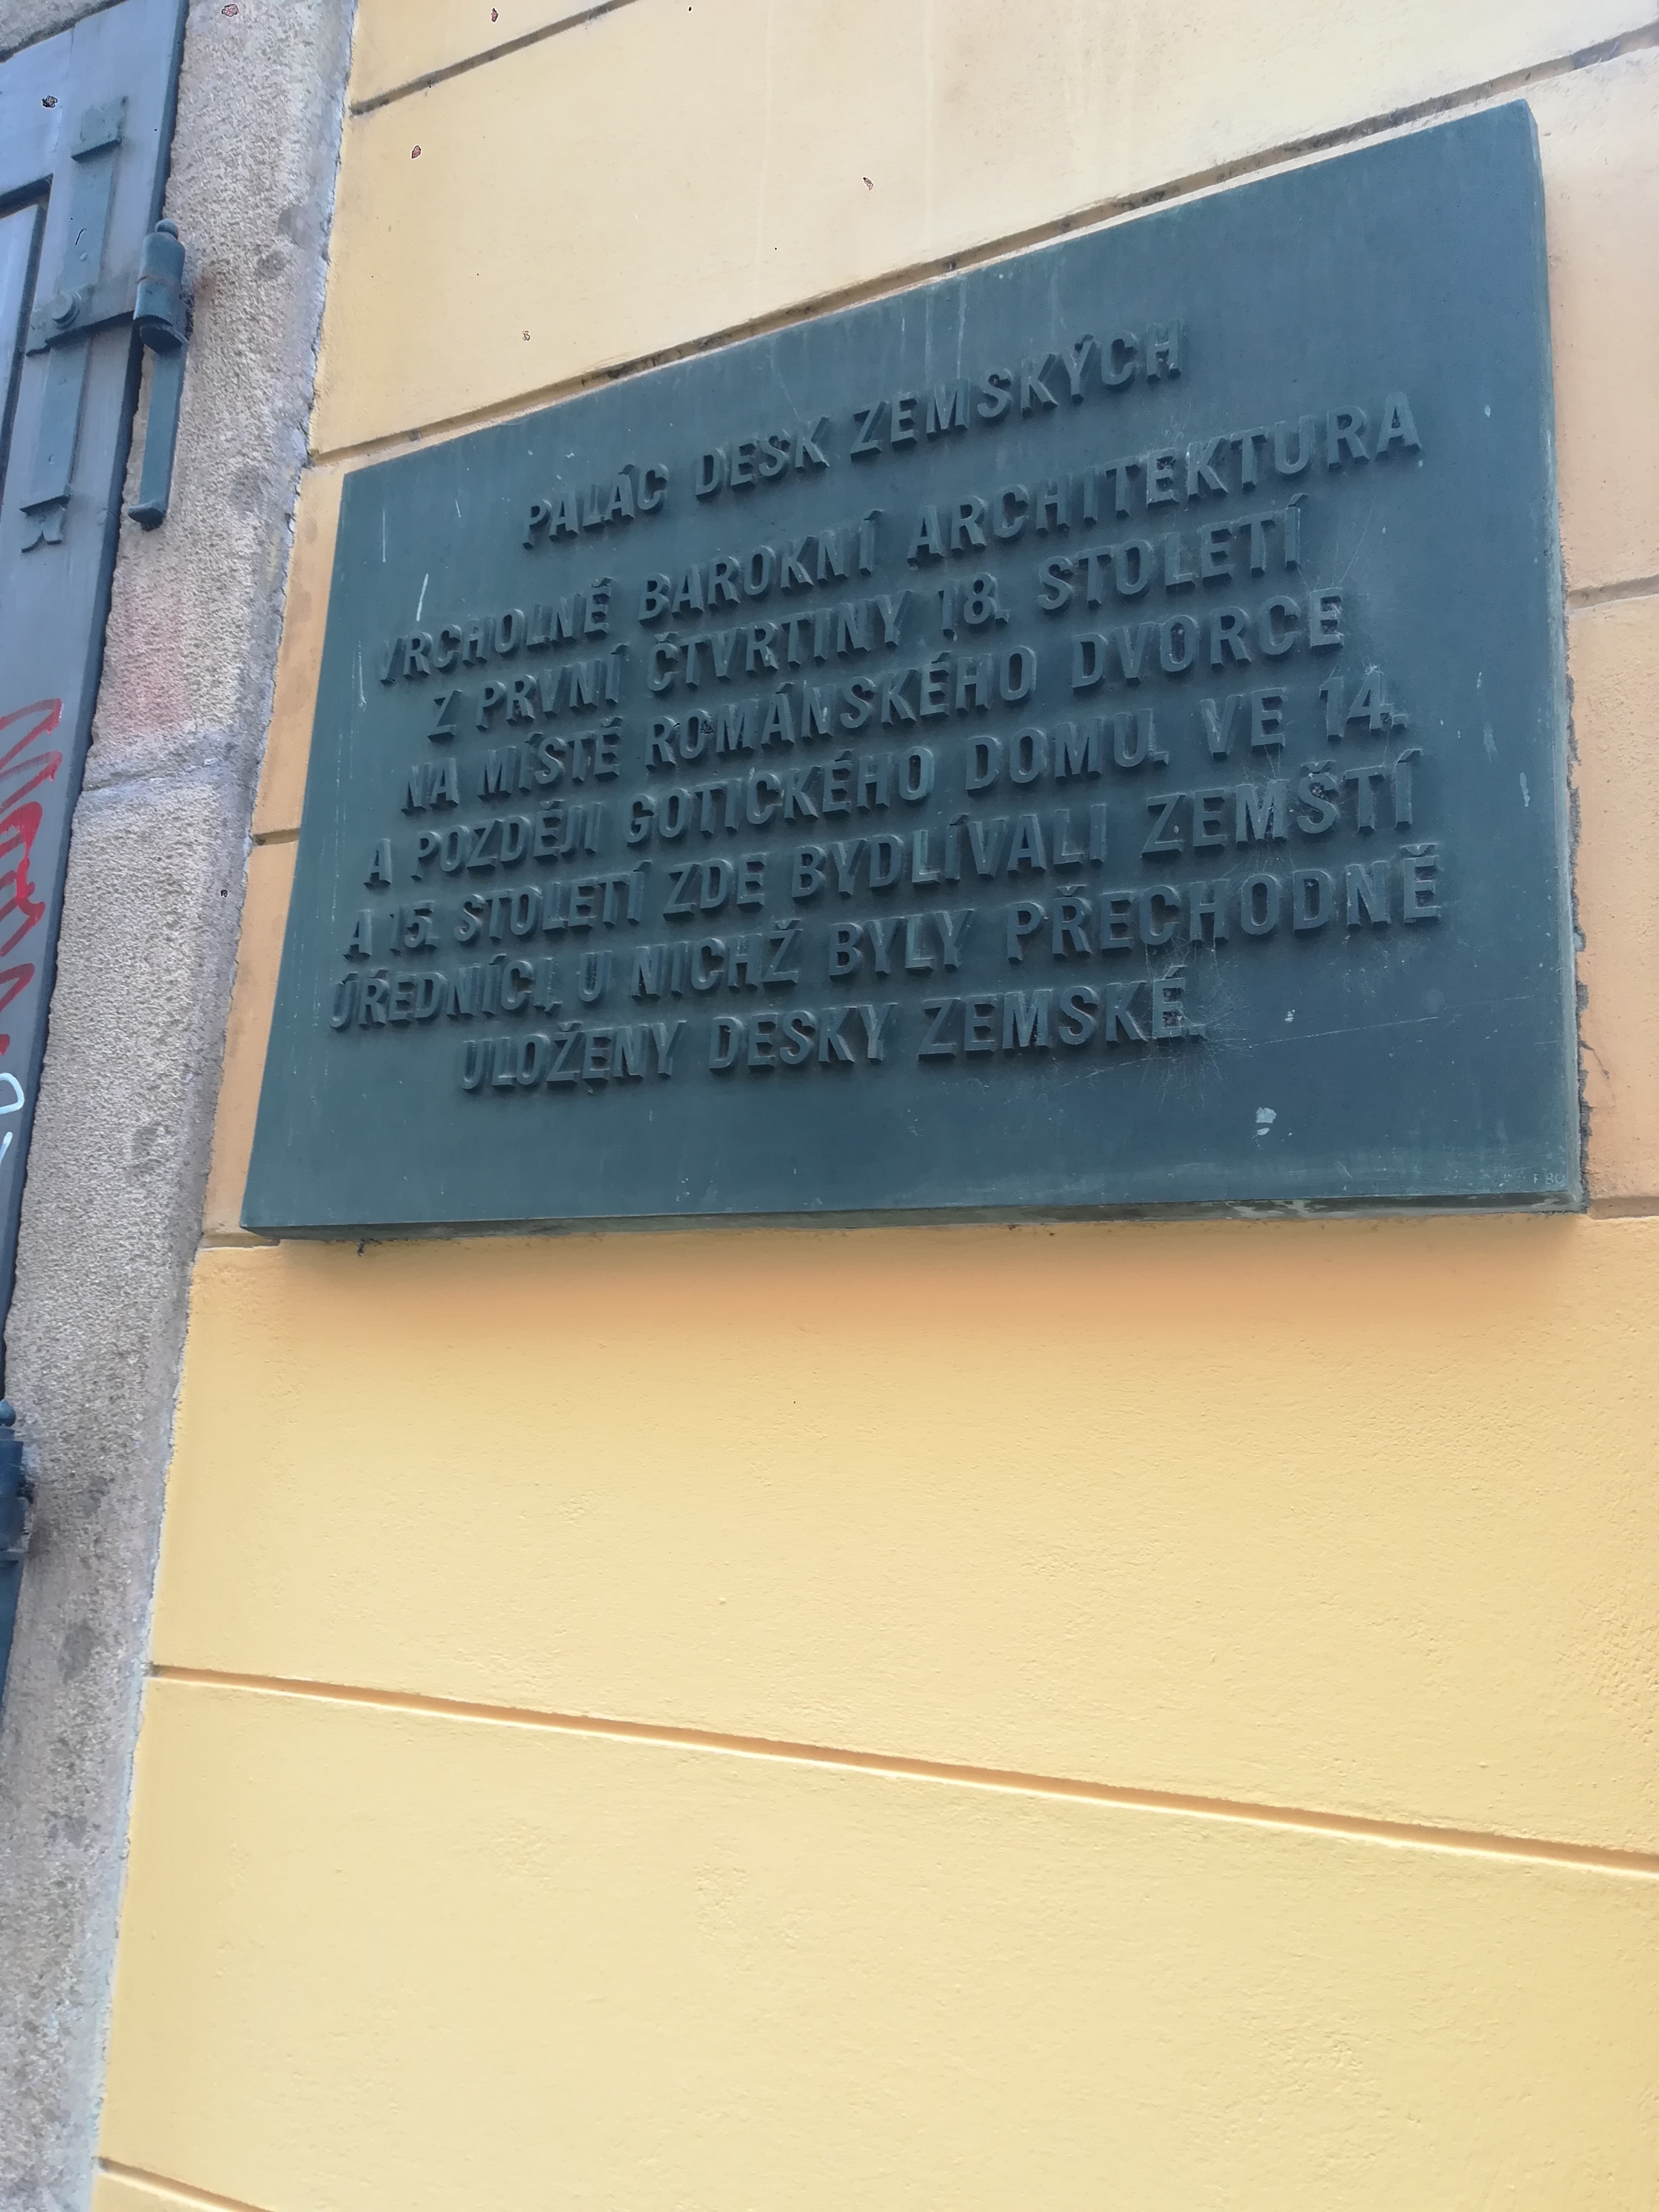 PALÁC DESK ZEMSKÝCH
VRCHOLNĚ BAROKNÍ ARCHITEKTURA
Z PRVNÍ ČTVRTINY 18. STOLETÍ
NA MÍSTĚ ROMÁNSKÉHO DVORCE
A POZDĚJI GOTICKÉHO DOMU. VE 14.
A 15. STOLETÍ ZDE BYDLÍVALI ZEMŠTÍ
ÚŘEDNÍCI, U NICHŽ BYLY PŘECHODNĚ
ULOŽENY DESKY ZEMSKÉ.